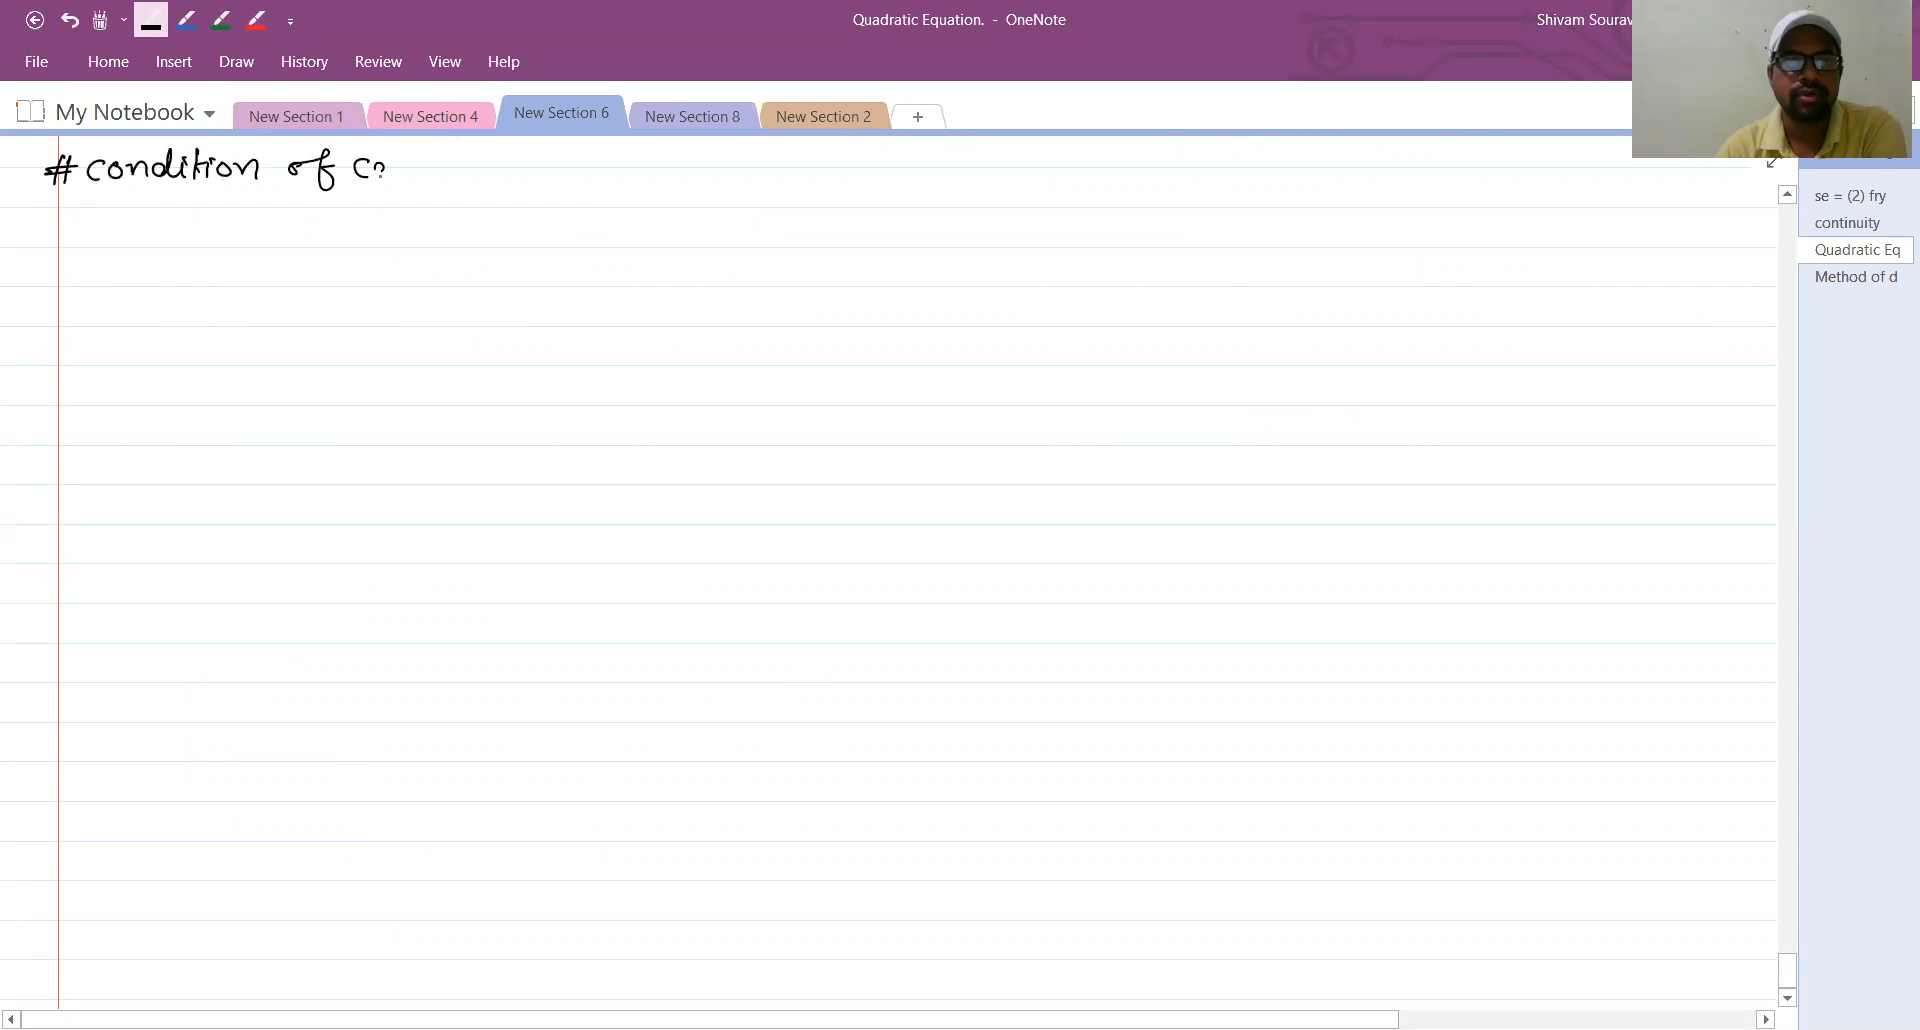 Quadratic Equation. - OneNote
Shivam Sourav
File Home Insert Draw History Review View Help
My Notebook
New Section 1 New Section 4 New Section 6 New Section 8 New Section 2 +
# condition of
se = (2) fry
continuity
Quadratic Eq
Method of d